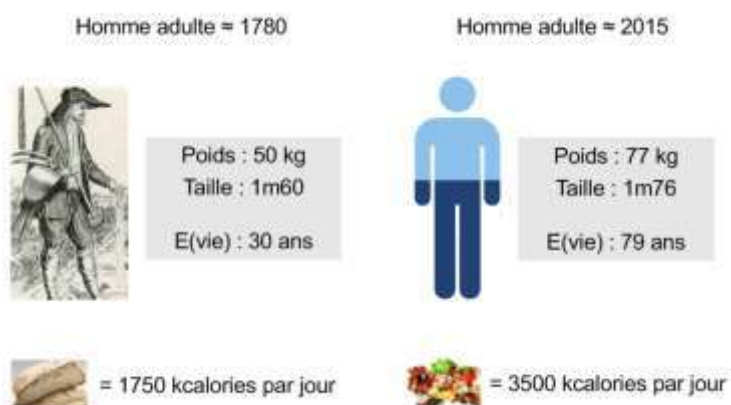 Homme adulte ≈ 1780
Poids : 50 kg
Taille : 1m60
E(vie) : 30 ans
= 1750 kcalories par jour
Homme adulte ≈ 2015
Poids : 77 kg
Taille : 1m76
E(vie) : 79 ans
= 3500 kcalories par jour